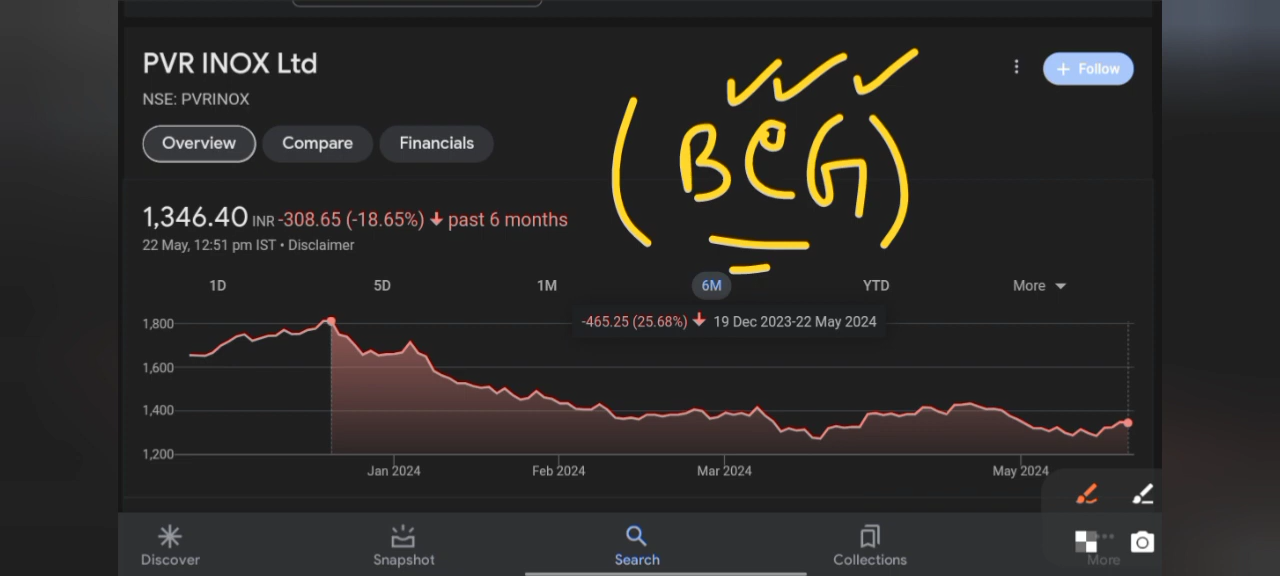 PVR INOX Ltd
+ Follow
NSE: PVRINOX
Overview Compare Financials
(BCG)
1,346.40 INR -308.65 (-18.65%) ↓ past 6 months
22 May, 12:51 pm IST • Disclaimer
1D 5D 1M 6M YTD More
-465.25 (25.68%) ↓ 19 Dec 2023-22 May 2024
1,800
1,600
1,400
1,200
Jan 2024 Feb 2024 Mar 2024 May 2024
Discover Snapshot Search Collections More